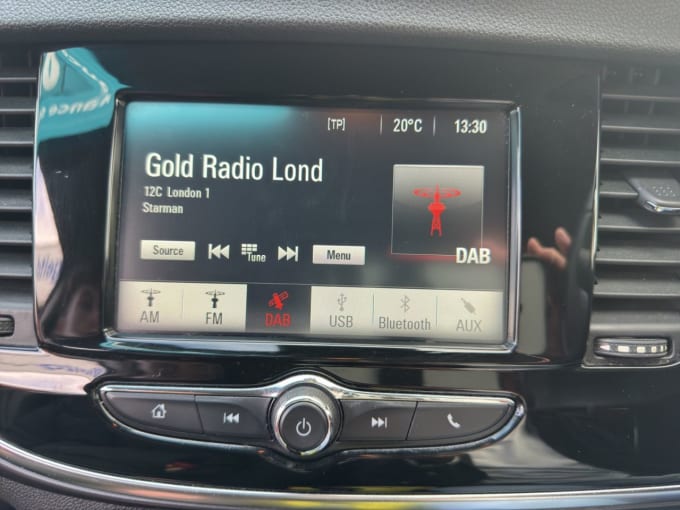 [TP] 20°C 13:30
Gold Radio Lond
12C London 1
Starman
DAB
Source Tune Menu
AM FM DAB USB Bluetooth AUX